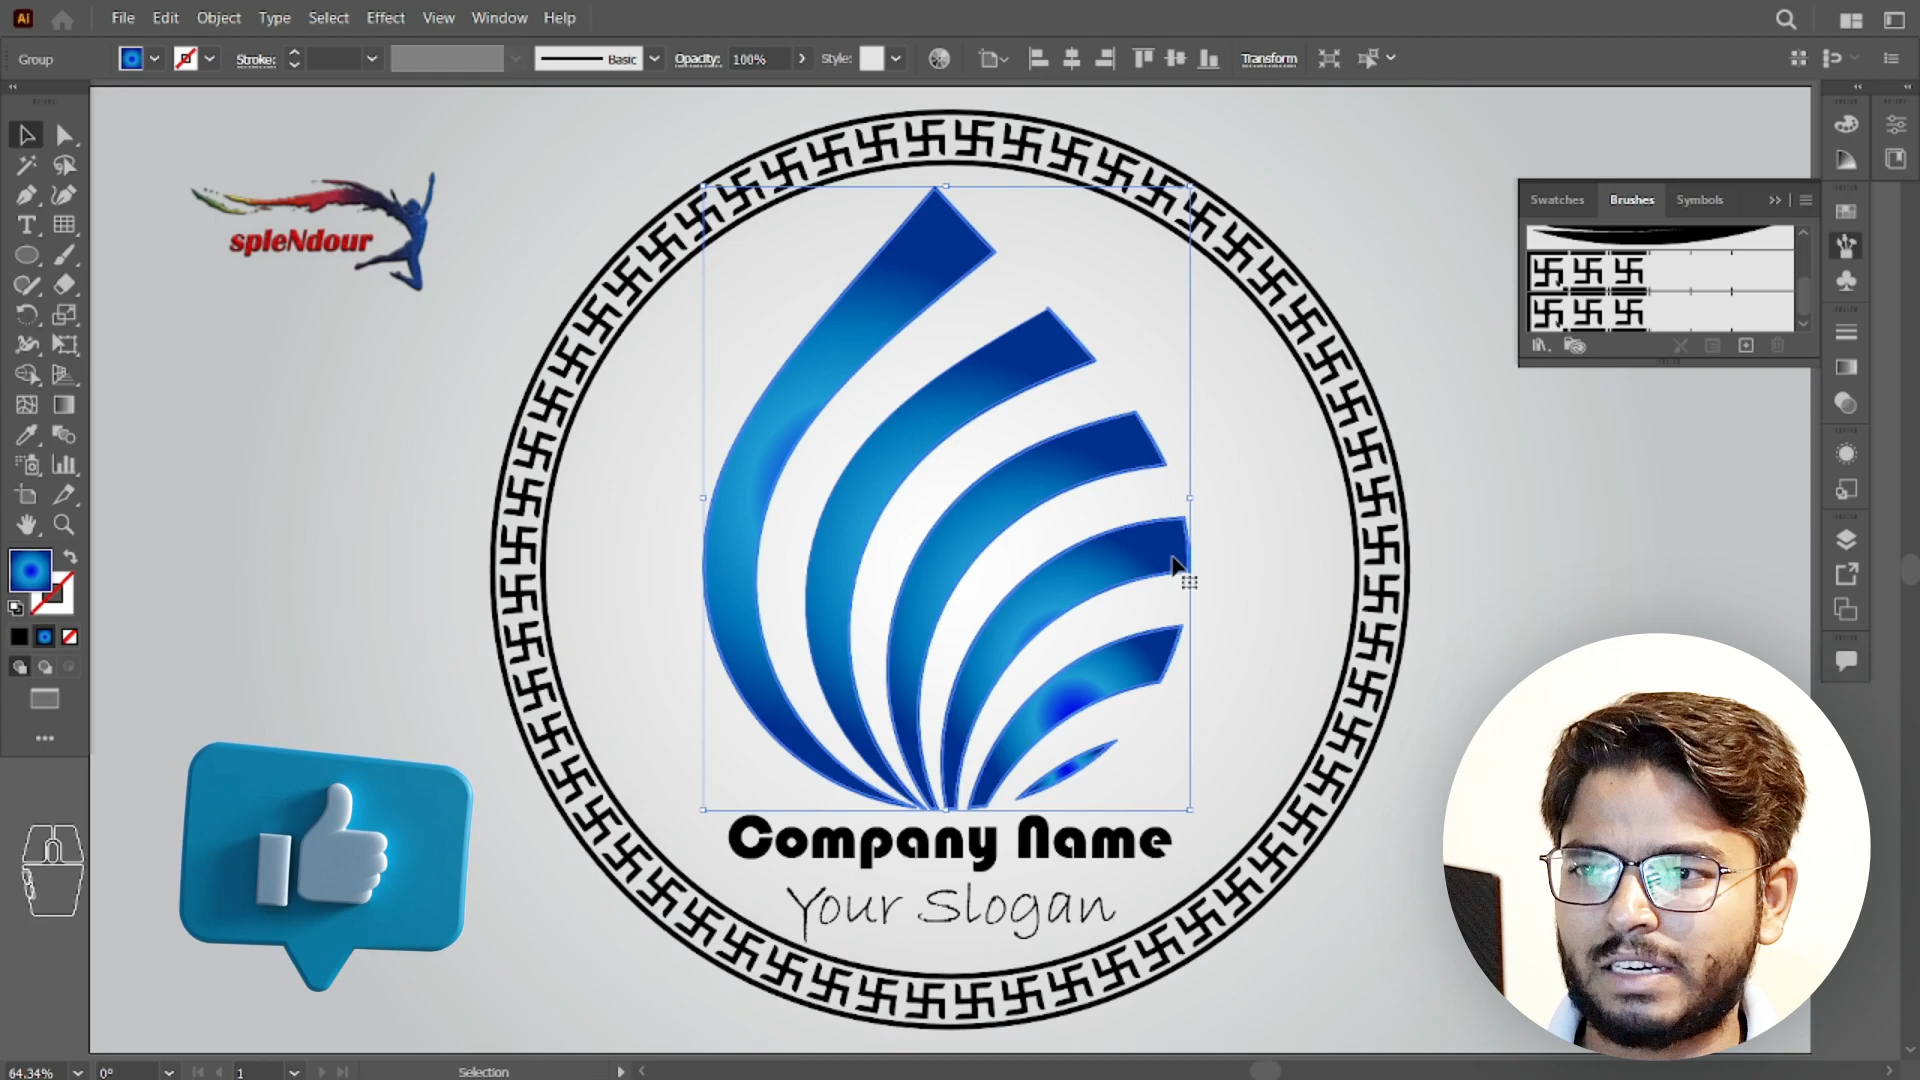 Ai File Edit Object Type Select Effect View Window Help
Group Stroke: Basic Opacity: 100% Style: Transform
spleNdour
Swatches Brushes Symbols
Company Name
Your Slogan
64.34% 0° 1 Selection